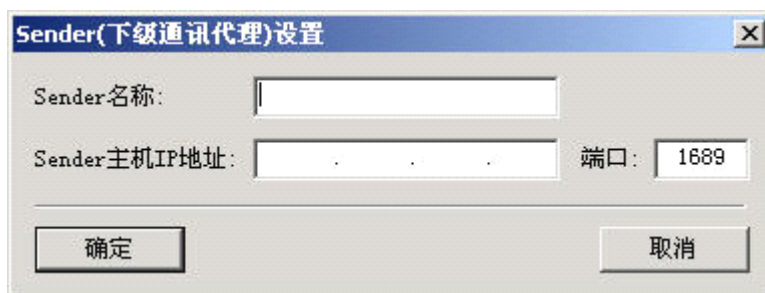 Sender(下级通讯代理)设置
Sender名称:
Sender主机IP地址: . . . 端口: 1689
确定 取消